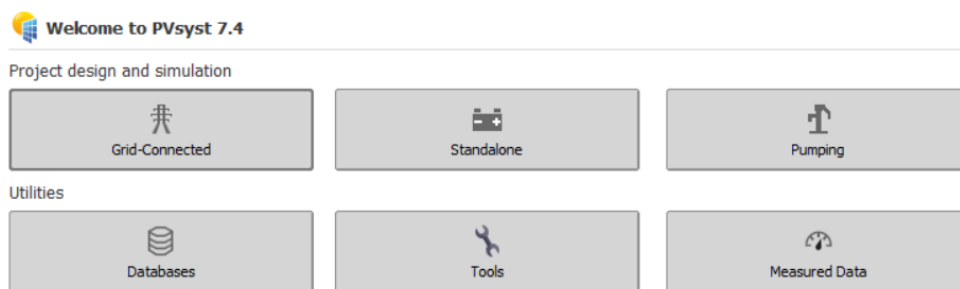 Welcome to PVsyst 7.4
Project design and simulation
Grid-Connected Standalone Pumping
Utilities
Databases Tools Measured Data